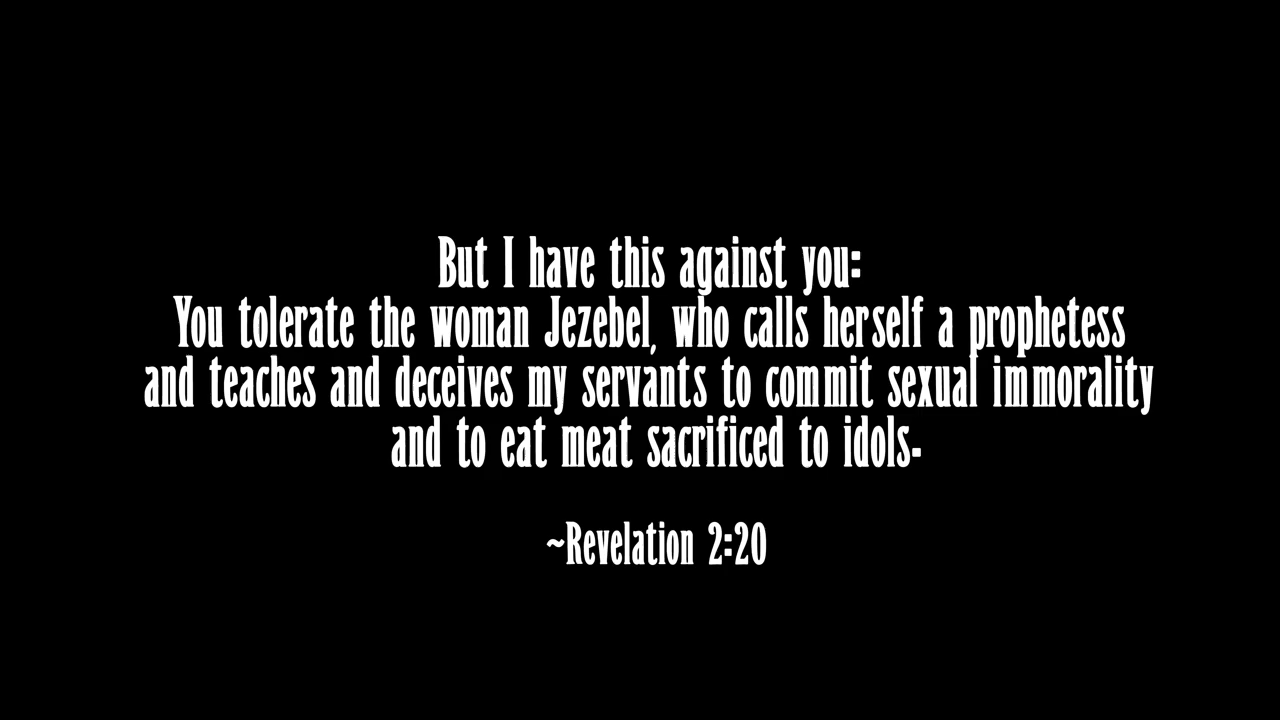 But I have this against you:
You tolerate the woman Jezebel, who calls herself a prophetess
and teaches and deceives my servants to commit sexual immorality
and to eat meat sacrificed to idols.
~Revelation 2:20